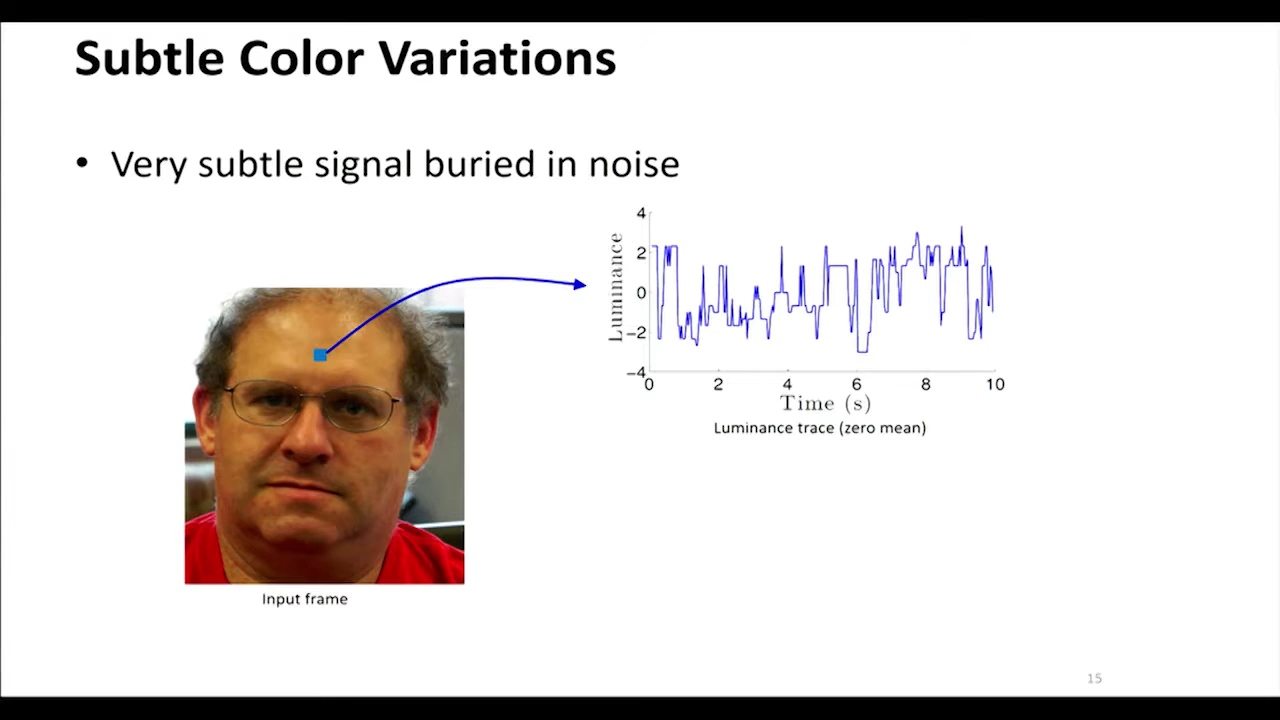 Subtle Color Variations
• Very subtle signal buried in noise
4
2
0
−2
−4
Luminance
0 2 4 6 8 10
Time (s)
Luminance trace (zero mean)
Input frame
15